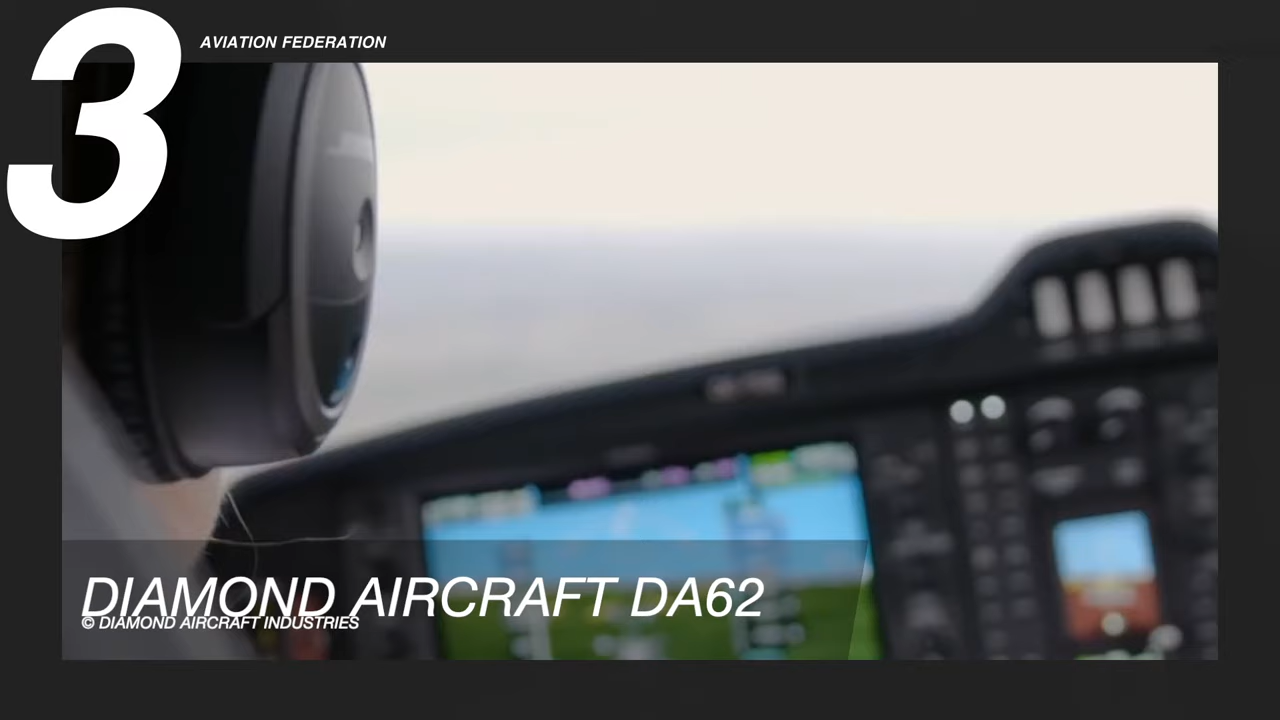 3
AVIATION FEDERATION
DIAMOND AIRCRAFT DA62
© DIAMOND AIRCRAFT INDUSTRIES